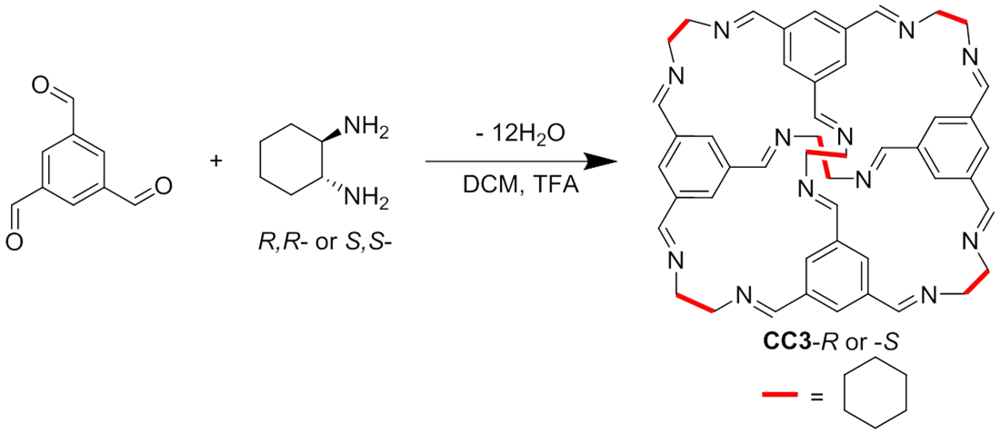 O
O
O
+
NH2
NH2
R,R- or S,S-
- 12H₂O
DCM, TFA
N
N
N
N
N
N
N
N
N
N
N
N
CC3-R or -S
=